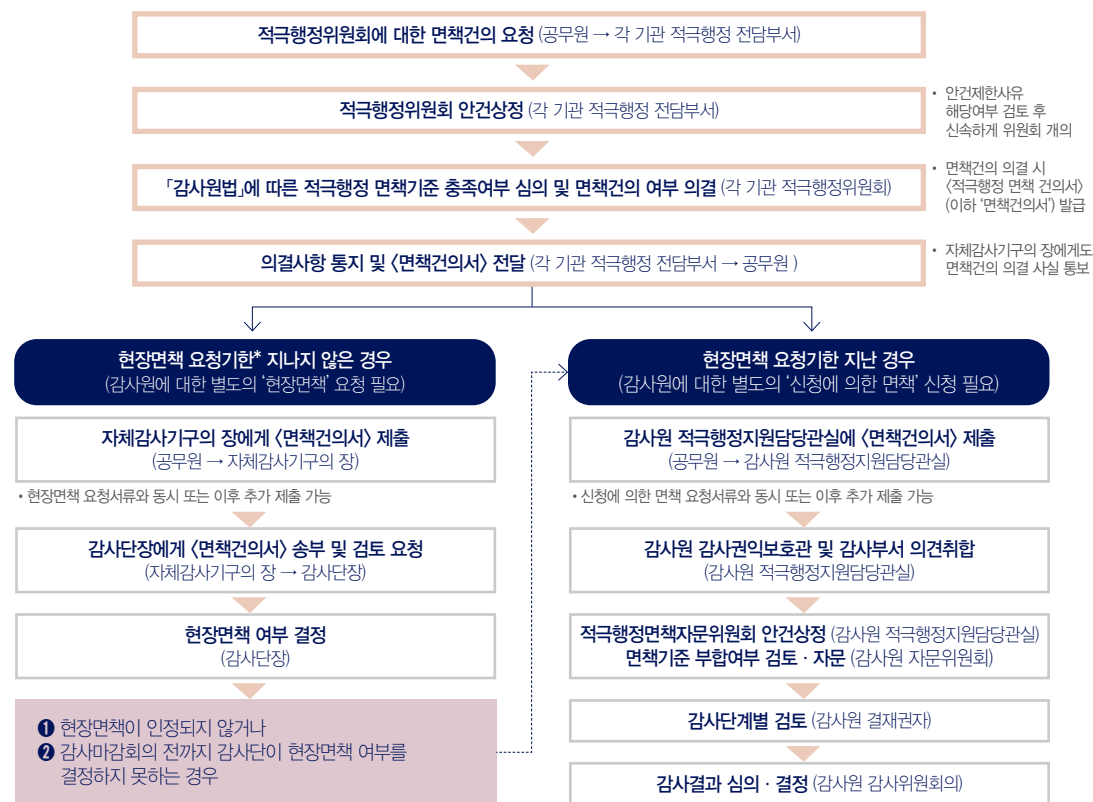 적극행정위원회에 대한 면책건의 요청 (공무원 → 각 기관 적극행정 전담부서)
적극행정위원회 안건상정 (각 기관 적극행정 전담부서)
• 안건제한사유
해당여부 검토 후
신속하게 위원회 개의
「감사원법」에 따른 적극행정 면책기준 충족여부 심의 및 면책건의 여부 의결 (각 기관 적극행정위원회)
• 면책건의 의결 시
〈적극행정 면책 건의서〉
(이하 ‘면책건의서’) 발급
의결사항 통지 및 〈면책건의서〉 전달 (각 기관 적극행정 전담부서 → 공무원 )
• 자체감사기구의 장에게도
면책건의 의결 사실 통보
현장면책 요청기한* 지나지 않은 경우
(감사원에 대한 별도의 ‘현장면책’ 요청 필요)
자체감사기구의 장에게 〈면책건의서〉 제출
(공무원 → 자체감사기구의 장)
• 현장면책 요청서류와 동시 또는 이후 추가 제출 가능
감사단장에게 〈면책건의서〉 송부 및 검토 요청
(자체감사기구의 장 → 감사단장)
현장면책 여부 결정
(감사단장)
❶ 현장면책이 인정되지 않거나
❷ 감사마감회의 전까지 감사단이 현장면책 여부를
결정하지 못하는 경우
현장면책 요청기한 지난 경우
(감사원에 대한 별도의 ‘신청에 의한 면책’ 신청 필요)
감사원 적극행정지원담당관실에 〈면책건의서〉 제출
(공무원 → 감사원 적극행정지원담당관실)
• 신청에 의한 면책 요청서류와 동시 또는 이후 추가 제출 가능
감사원 감사권익보호관 및 감사부서 의견취합
(감사원 적극행정지원담당관실)
적극행정면책자문위원회 안건상정 (감사원 적극행정지원담당관실)
면책기준 부합여부 검토 · 자문 (감사원 자문위원회)
감사단계별 검토 (감사원 결재권자)
감사결과 심의 · 결정 (감사원 감사위원회의)